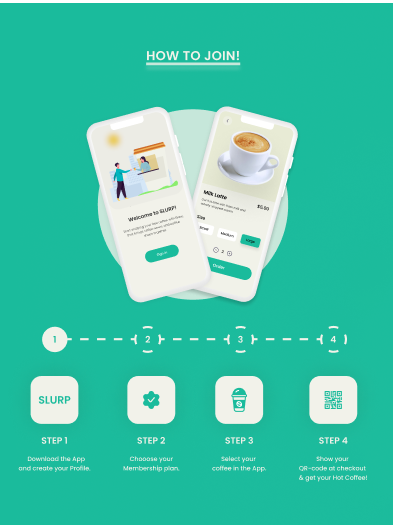 HOW TO JOIN!
Welcome to SLURP!
Sign In
Milk Latte
$5.50
Size
Small
Medium
Large
2
Order
1
2
3
4
SLURP
STEP 1
STEP 2
STEP 3
STEP 4
Download the App
and create your Profile.
Chooose your
Membership plan.
Select your
coffee in the App.
Show your
QR-code at checkout
& get your Hot Coffee!